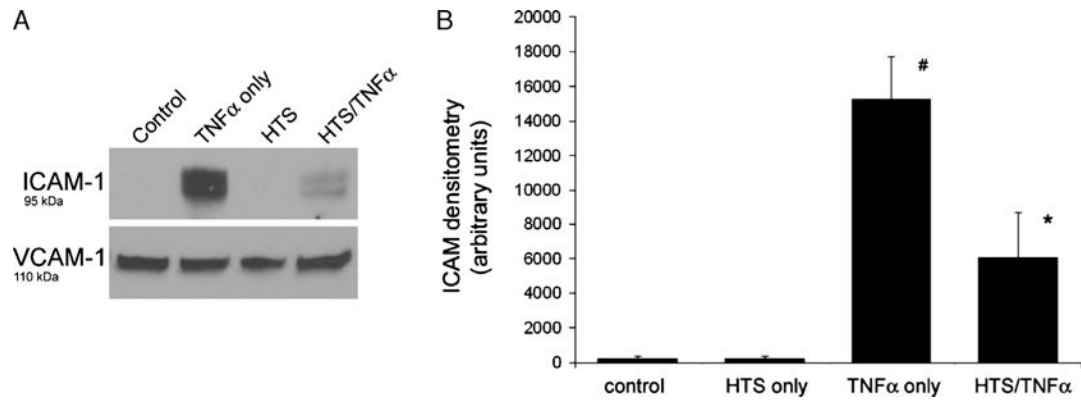 A
Control
TNFα only
HTS
HTS/TNFα
ICAM-1
95 kDa
VCAM-1
110 kDa
B
ICAM densitometry
(arbitrary units)
20000
18000
16000
14000
12000
10000
8000
6000
4000
2000
0
#
*
control
HTS only
TNFα only
HTS/TNFα